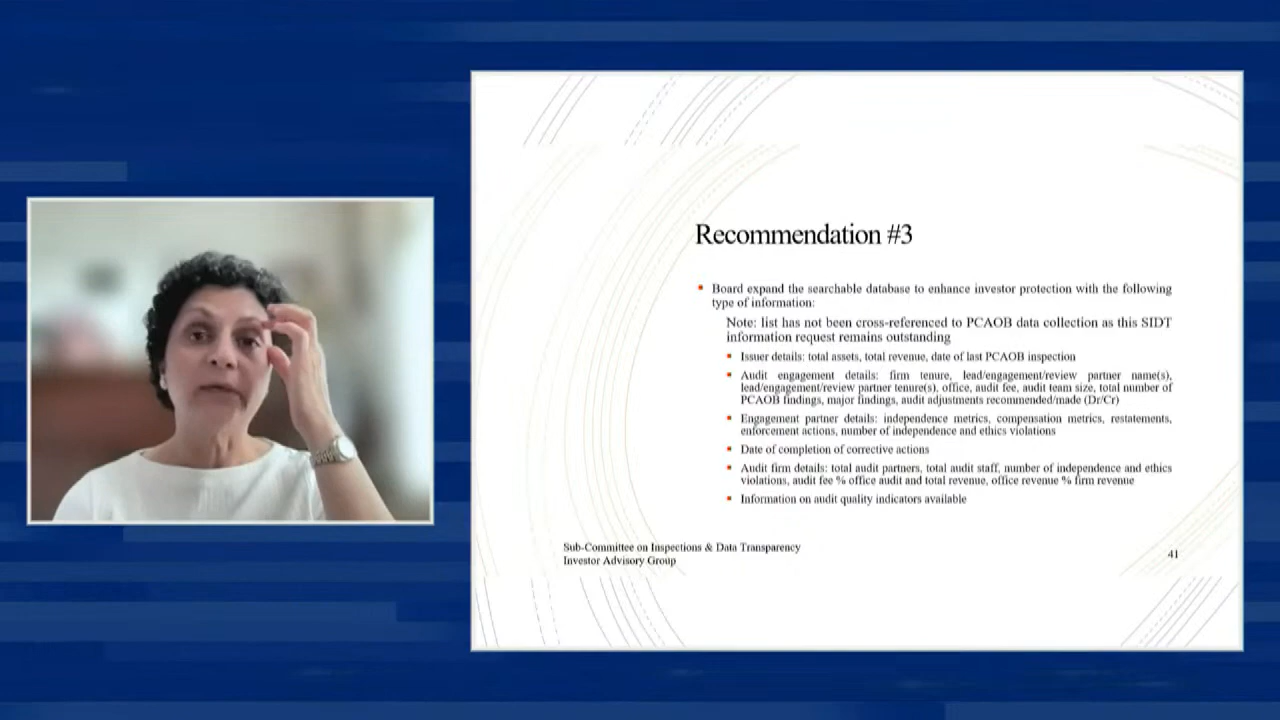 Recommendation #3
Board expand the searchable database to enhance investor protection with the following
type of information:
Note: list has not been cross-referenced to PCAOB data collection as this SIDT
information request remains outstanding
Issuer details: total assets, total revenue, date of last PCAOB inspection
Audit engagement details: firm tenure, lead/engagement/review partner name(s),
lead/engagement/review partner tenure(s), office, audit fee, audit team size, total number of
PCAOB findings, major findings, audit adjustments recommended/made (Dr/Cr)
Engagement partner details: independence metrics, compensation metrics, restatements,
enforcement actions, number of independence and ethics violations
Date of completion of corrective actions
Audit firm details: total audit partners, total audit staff, number of independence and ethics
violations, audit fee % office audit and total revenue, office revenue % firm revenue
Information on audit quality indicators available
Sub-Committee on Inspections & Data Transparency
Investor Advisory Group
41